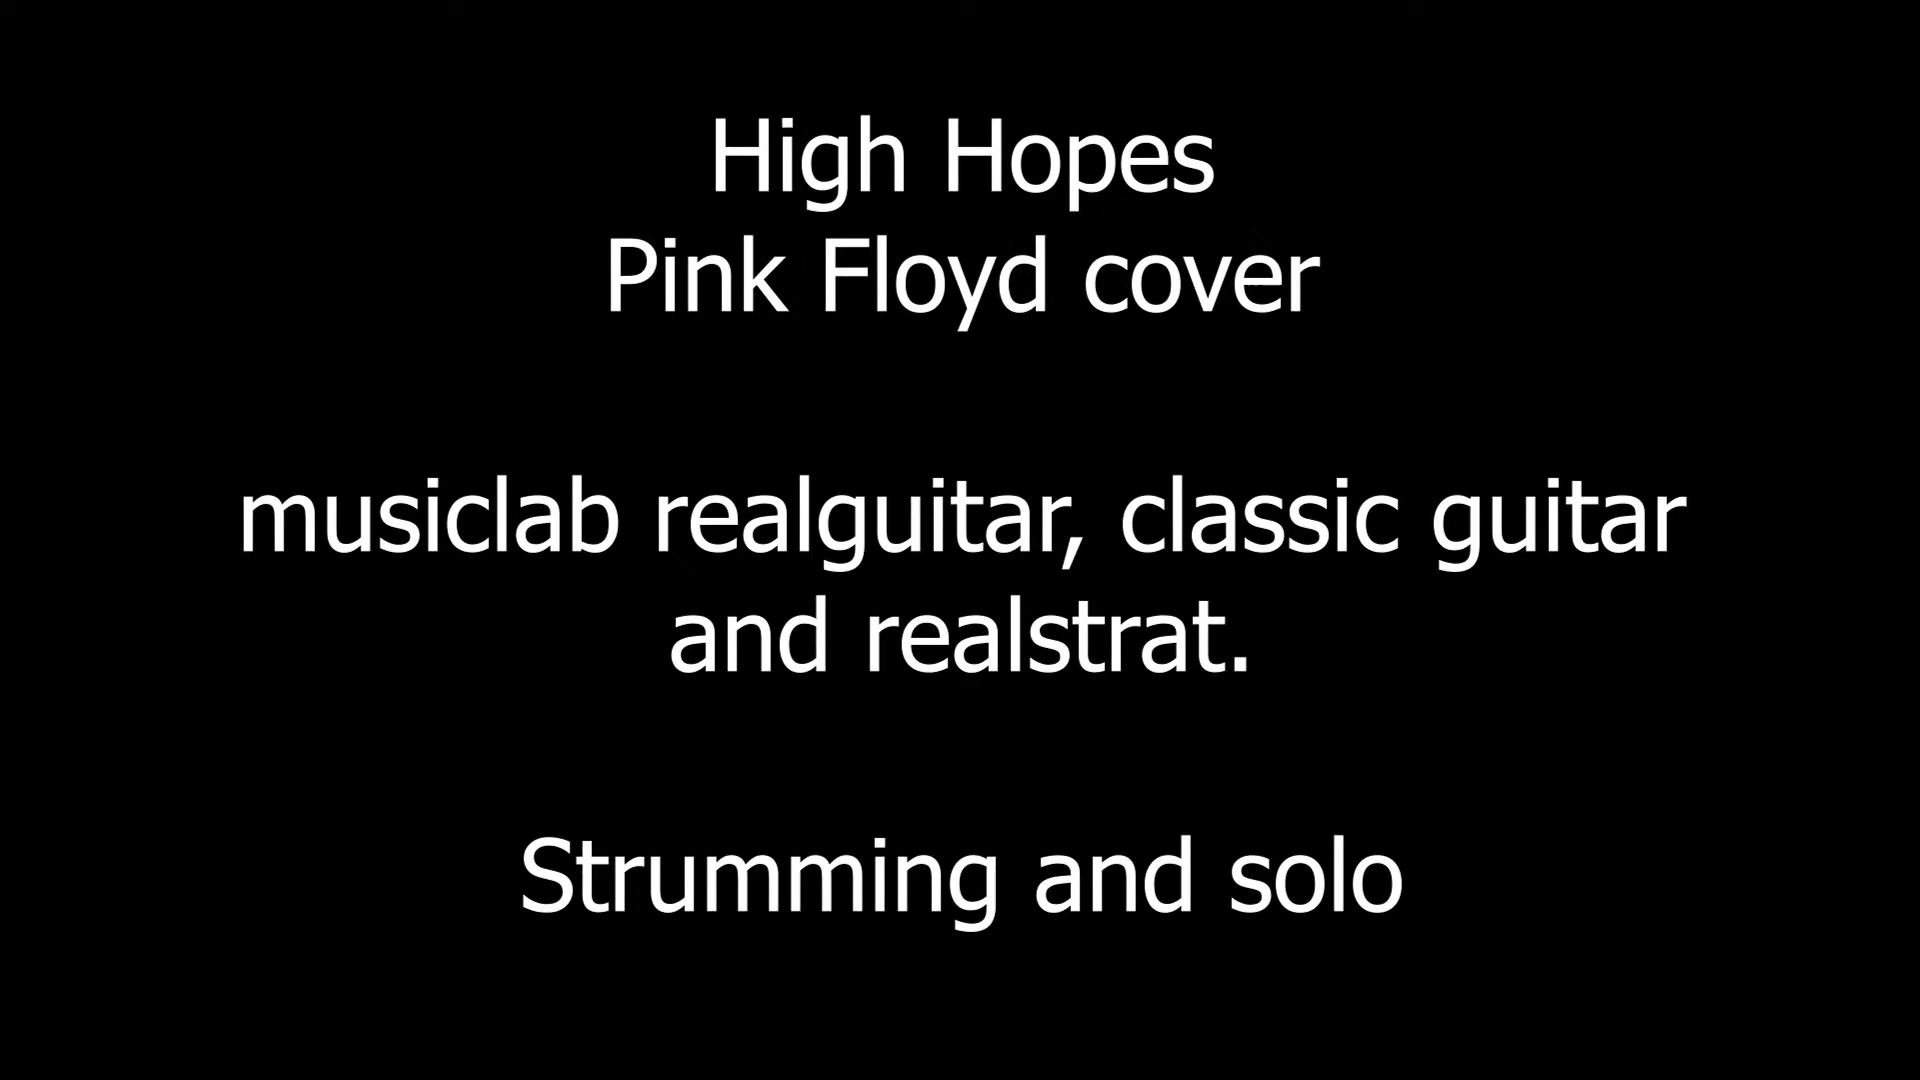 High Hopes
Pink Floyd cover
musiclab realguitar, classic guitar
and realstrat.
Strumming and solo